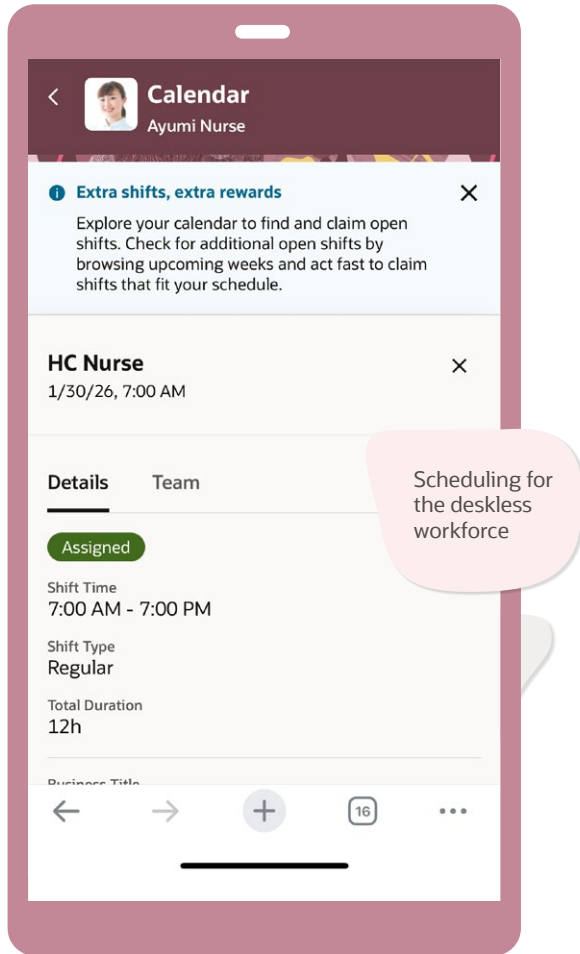 Calendar
Ayumi Nurse
Extra shifts, extra rewards
Explore your calendar to find and claim open
shifts. Check for additional open shifts by
browsing upcoming weeks and act fast to claim
shifts that fit your schedule.
HC Nurse
1/30/26, 7:00 AM
Details Team
Scheduling for
the deskless
workforce
Assigned
Shift Time
7:00 AM - 7:00 PM
Shift Type
Regular
Total Duration
12h
Business Title
16